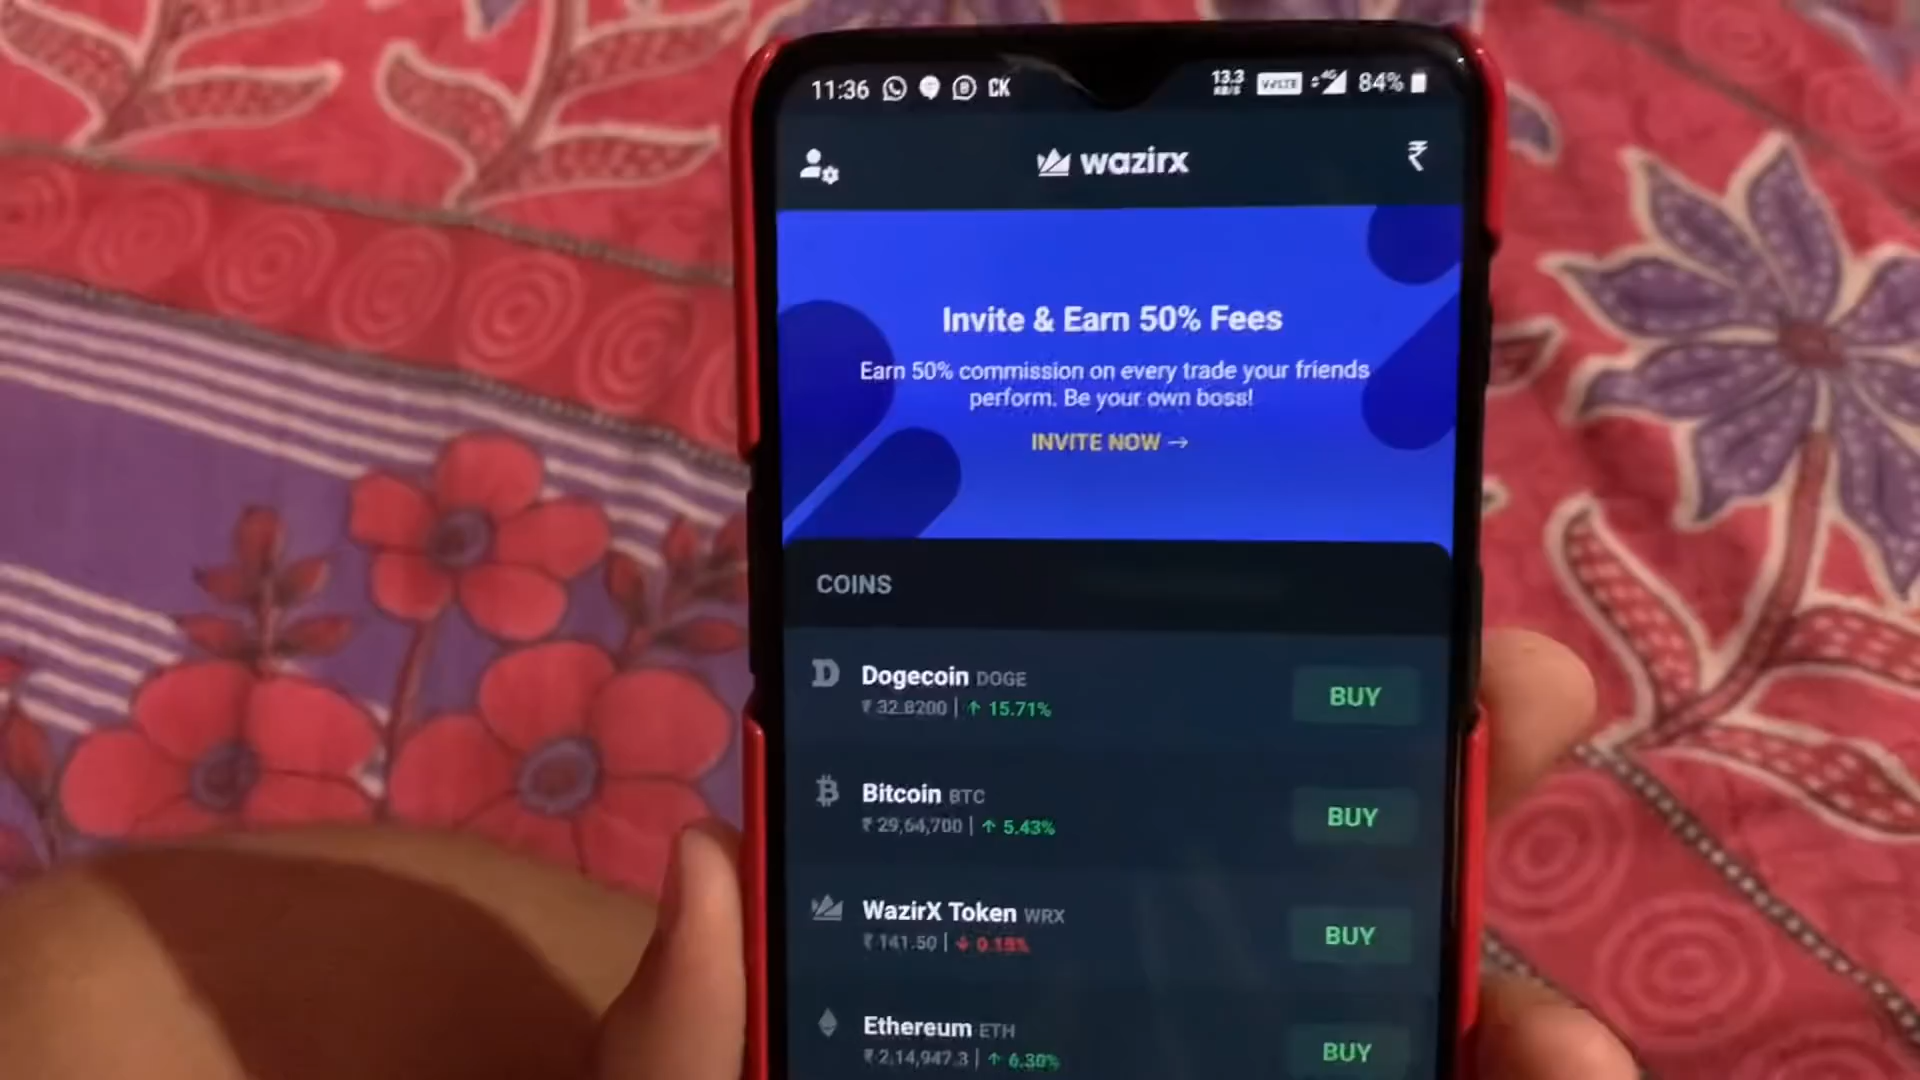 11:36 CK 13.3 KB/S VoLTE 4G 84%
wazirx ₹
Invite & Earn 50% Fees
Earn 50% commission on every trade your friends
perform. Be your own boss!
INVITE NOW →
COINS
Dogecoin DOGE
₹ 32.8200 | ↑ 15.71%
BUY
Bitcoin BTC
₹ 29,64,700 | ↑ 5.43%
BUY
WazirX Token WRX
₹ 141.50 | ↓ 0.15%
BUY
Ethereum ETH
₹ 2,14,947.3 | ↑ 6.30%
BUY